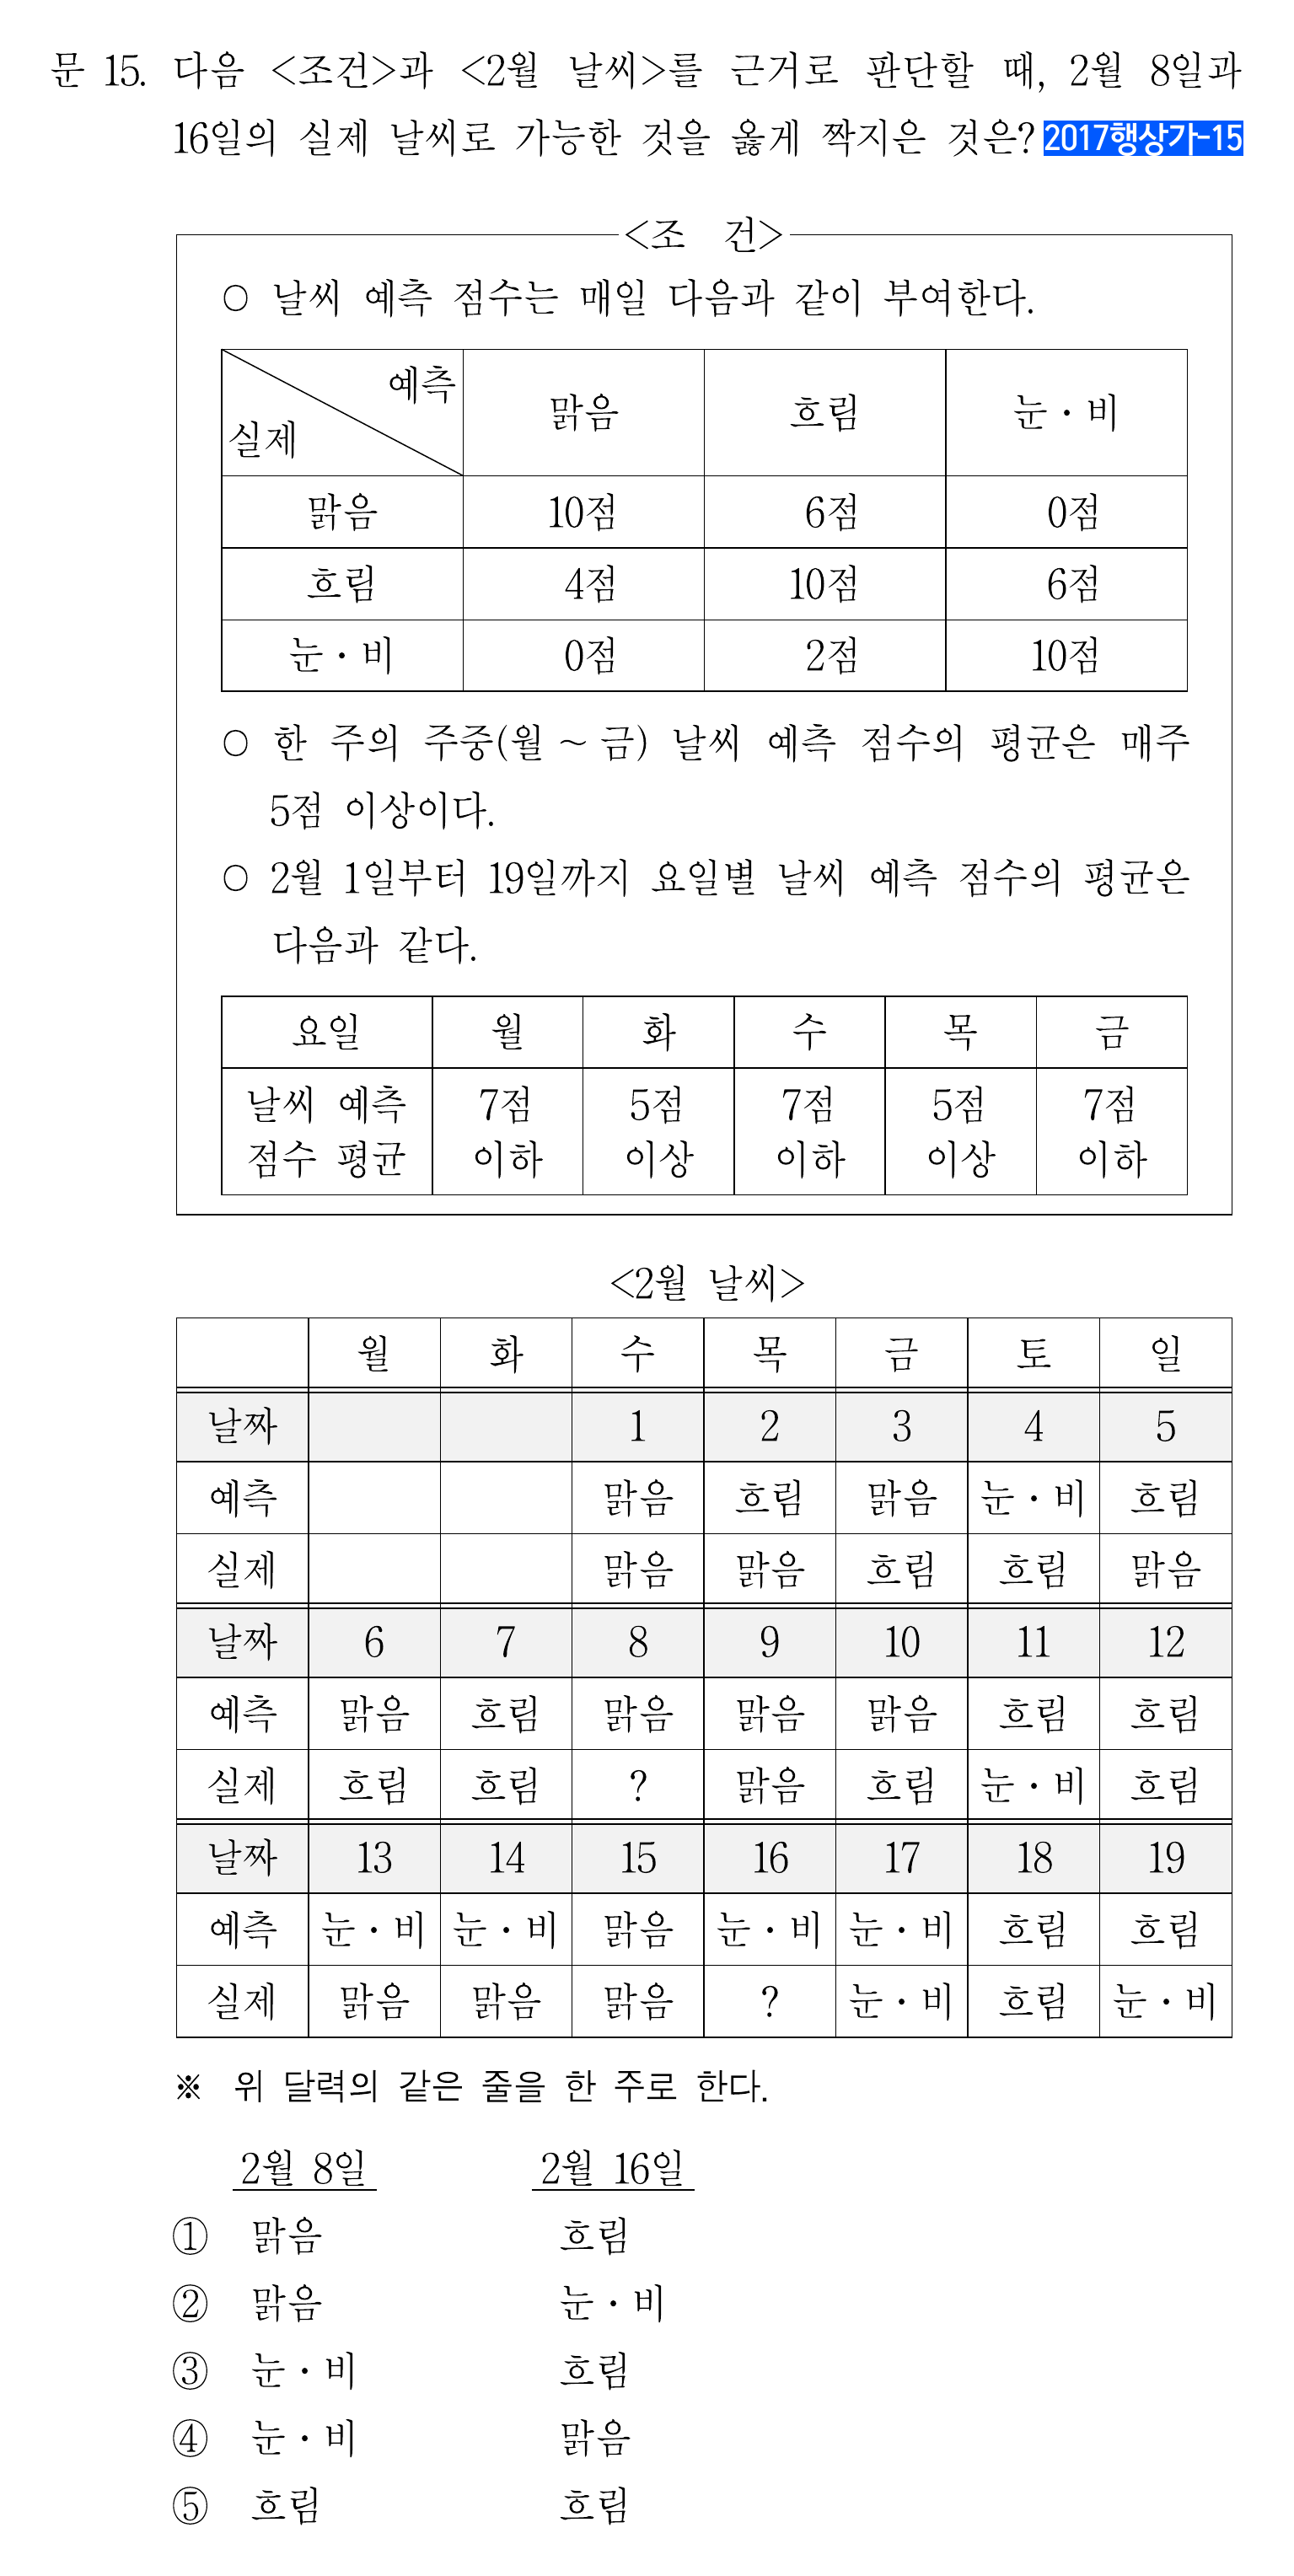 문 15. 다음 <조건>과 <2월 날씨>를 근거로 판단할 때, 2월 8일과
16일의 실제 날씨로 가능한 것을 옳게 짝지은 것은? 2017행상가-15
<조 건>
○ 날씨 예측 점수는 매일 다음과 같이 부여한다.
예측
실제
맑음 흐림 눈·비
맑음 10점 6점 0점
흐림 4점 10점 6점
눈·비 0점 2점 10점
○ 한 주의 주중(월~금) 날씨 예측 점수의 평균은 매주
5점 이상이다.
○ 2월 1일부터 19일까지 요일별 날씨 예측 점수의 평균은
다음과 같다.
요일 월 화 수 목 금
날씨 예측 점수 평균 7점 이하 5점 이상 7점 이하 5점 이상 7점 이하
<2월 날씨>
월 화 수 목 금 토 일
날짜 1 2 3 4 5
예측 맑음 흐림 맑음 눈·비 흐림
실제 맑음 맑음 흐림 흐림 맑음
날짜 6 7 8 9 10 11 12
예측 맑음 흐림 맑음 맑음 맑음 흐림 흐림
실제 흐림 흐림 ? 맑음 흐림 눈·비 흐림
날짜 13 14 15 16 17 18 19
예측 눈·비 눈·비 맑음 눈·비 눈·비 흐림 흐림
실제 맑음 맑음 맑음 ? 눈·비 흐림 눈·비
※ 위 달력의 같은 줄을 한 주로 한다.
2월 8일 2월 16일
① 맑음 흐림
② 맑음 눈·비
③ 눈·비 흐림
④ 눈·비 맑음
⑤ 흐림 흐림